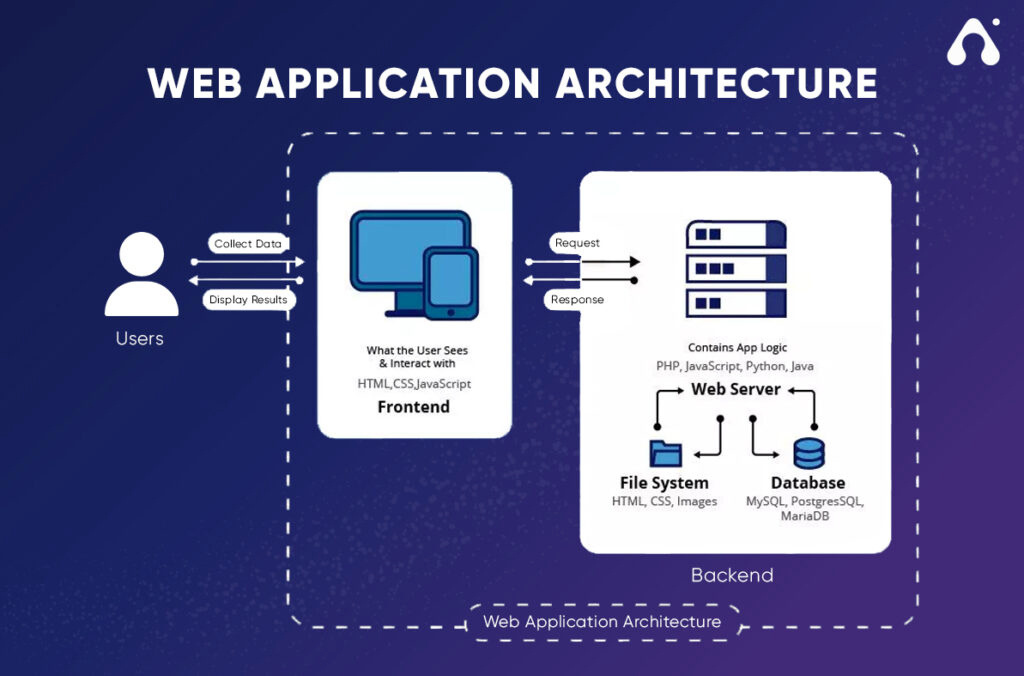 WEB APPLICATION ARCHITECTURE
Collect Data
Display Results
Users
What the User Sees
& Interact with
HTML,CSS,JavaScript
Frontend
Request
Response
Contains App Logic
PHP, JavaScript, Python, Java
Web Server
File System
HTML, CSS, Images
Database
MySQL, PostgresSQL,
MariaDB
Backend
Web Application Architecture